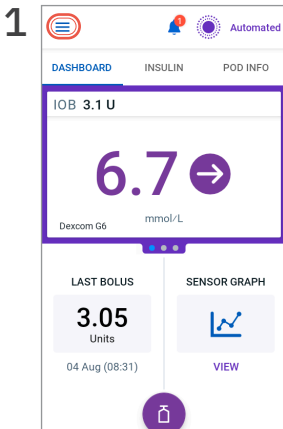 1
1
Automated
DASHBOARD INSULIN POD INFO
IOB 3.1 U
6.7
mmol/L
Dexcom G6
LAST BOLUS
3.05
Units
04 Aug (08:31)
SENSOR GRAPH
VIEW